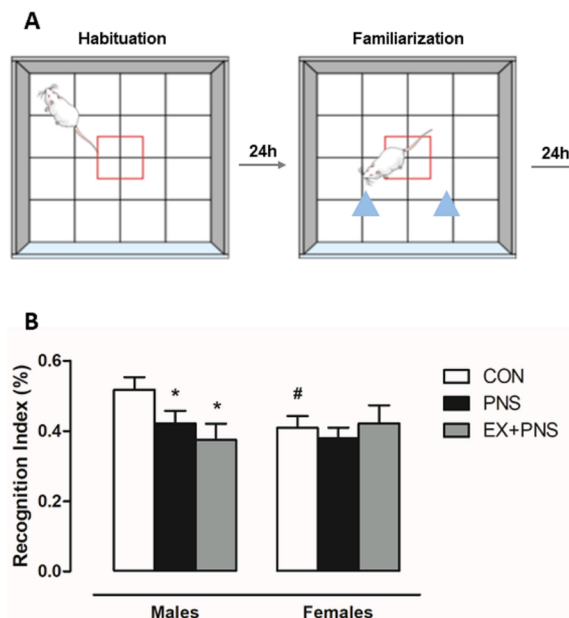 A
Habituation
Familiarization
24h
24h
B
Recognition Index (%)
0.6
0.4
0.2
0.0
*
*
#
CON
PNS
EX+PNS
Males
Females